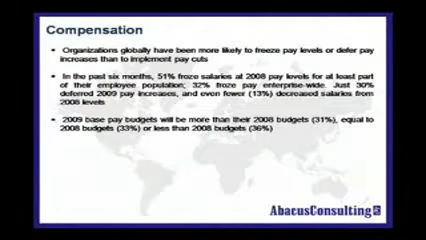 Compensation
• Organizations globally have been more likely to freeze pay levels or defer pay
increases than to implement pay cuts
• In the past six months, 51% froze salaries at 2008 pay levels for at least part
of their employee population; 32% froze pay enterprise-wide. Just 30%
deferred 2009 pay increases, and even fewer (13%) decreased salaries from
2008 levels
• 2009 base pay budgets will be more than their 2008 budgets (31%), equal to
2008 budgets (33%) or less than 2008 budgets (36%)
AbacusConsulting